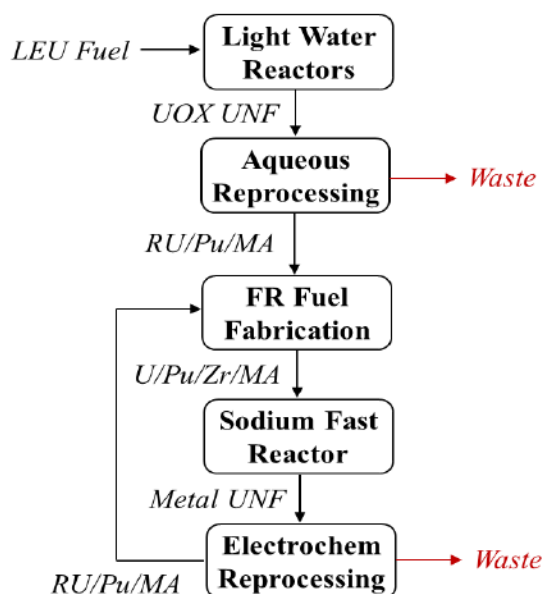 LEU Fuel
Light Water
Reactors
UOX UNF
Aqueous
Reprocessing
Waste
RU/Pu/MA
FR Fuel
Fabrication
U/Pu/Zr/MA
Sodium Fast
Reactor
Metal UNF
Electrochem
Reprocessing
Waste
RU/Pu/MA